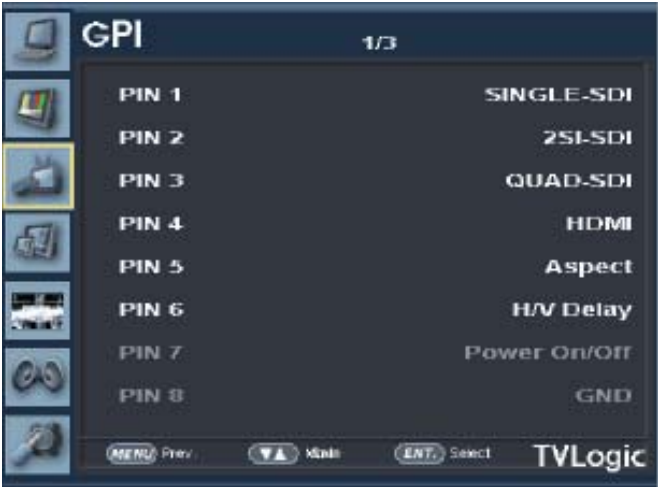 GPI 1/3
PIN 1 SINGLE-SDI
PIN 2 2SI-SDI
PIN 3 QUAD-SDI
PIN 4 HDMI
PIN 5 Aspect
PIN 6 H/V Delay
PIN 7 Power On/Off
PIN 8 GND
MENU Prev. ▼▲ Main ENT. Select TVLogic